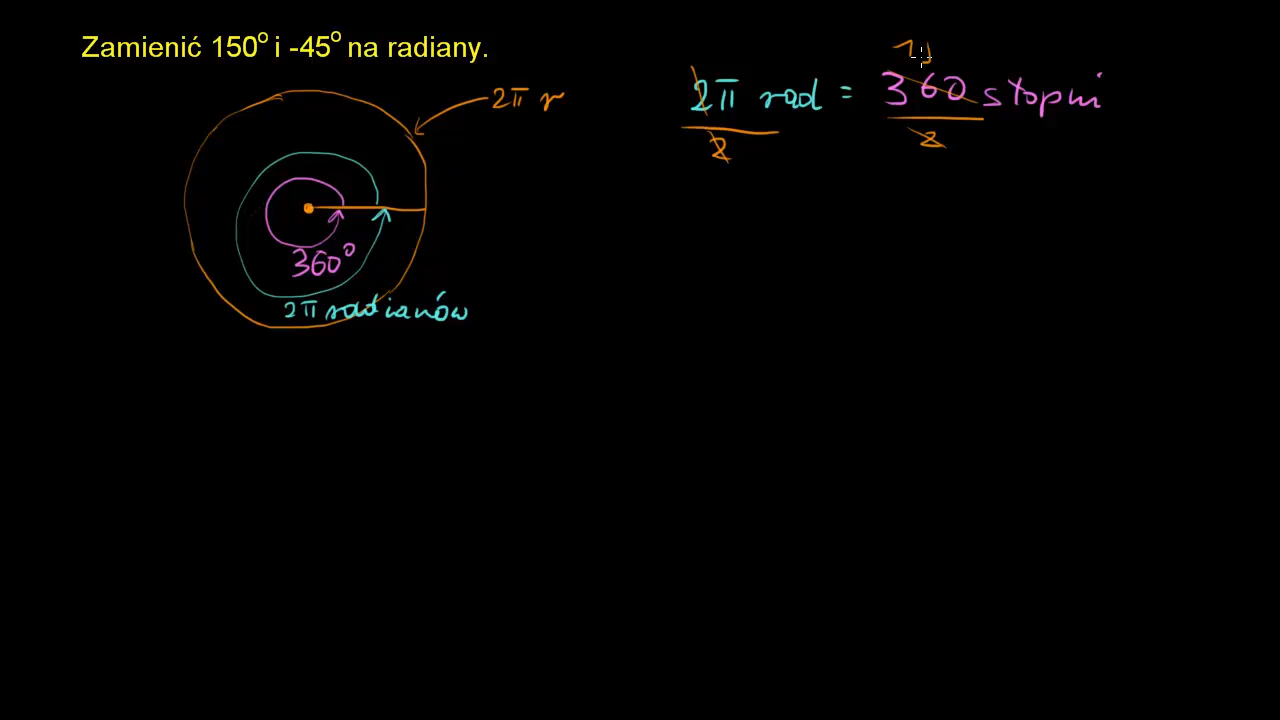 Zamienić 150° i -45° na radiany.
2π r
2π rad = 360 stopni
2 2
360°
2π radianów